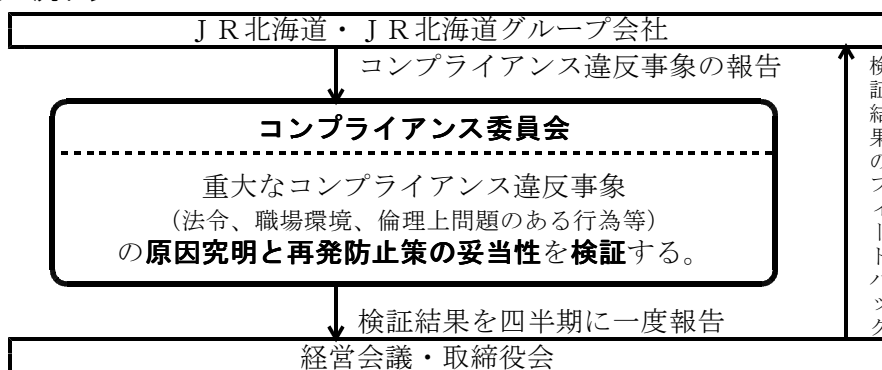 ＪＲ北海道・ＪＲ北海道グループ会社
コンプライアンス違反事象の報告
コンプライアンス委員会
重大なコンプライアンス違反事象
（法令、職場環境、倫理上問題のある行為等）
の原因究明と再発防止策の妥当性を検証する。
検証結果を四半期に一度報告
経営会議・取締役会
検証結果のフィードバック